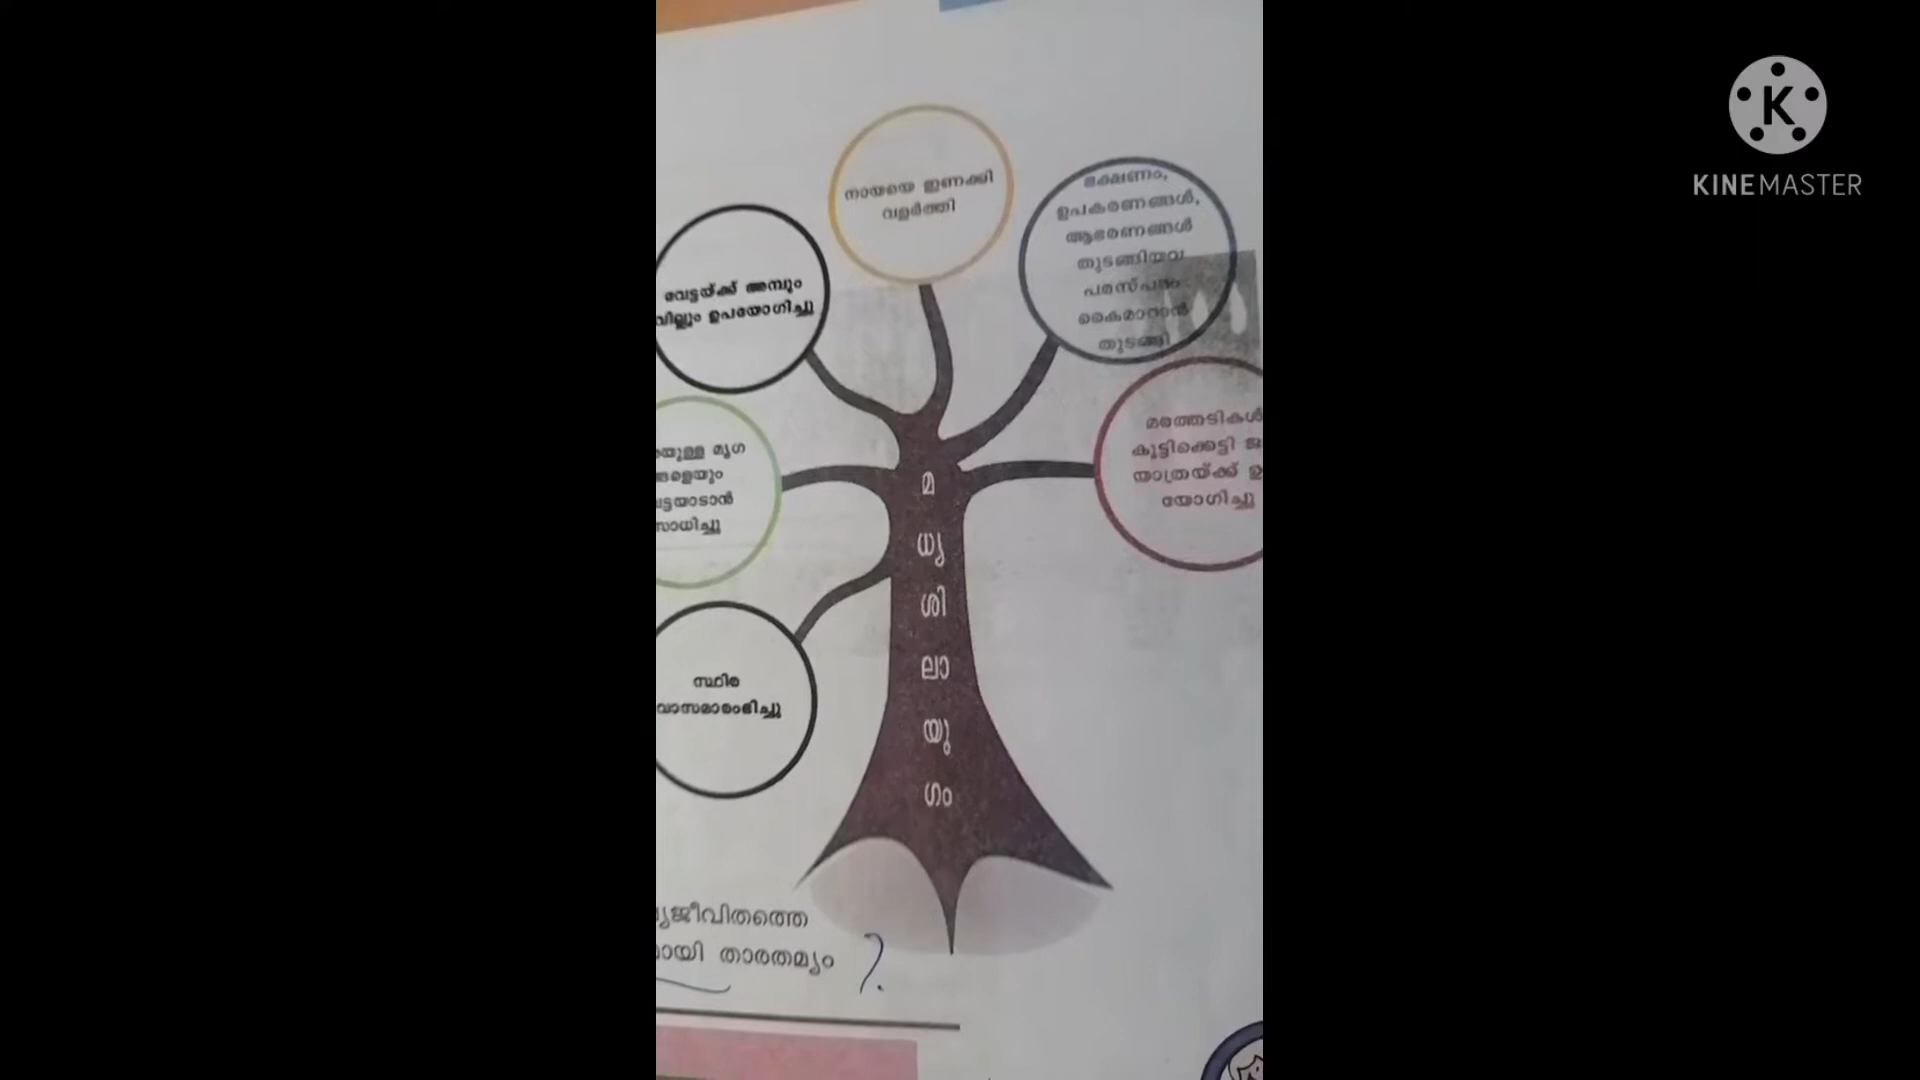 നായയെ ഇണക്കി
വളർത്തി
ഭക്ഷണം,
ഉപകരണങ്ങൾ,
ആഭരണങ്ങൾ
തുടങ്ങിയവ
പരസ്പരം
കൈമാറാൻ
തുടങ്ങി
വേട്ടയ്ക്ക് അമ്പും
വില്ലും ഉപയോഗിച്ചു
മരത്തടികൾ
കൂട്ടിക്കെട്ടി
യാത്രയ്ക്ക്
യോഗിച്ചു
യുള്ള മൃഗ
ങ്ങളെയും
ട്ടയാടാൻ
സാധിച്ചു
സ്ഥിര
വാസമാരംഭിച്ചു
മ
ധ്യ
ശി
ലാ
യു
ഗം
ജീവിതത്തെ
മായി താരതമ്യം ?
K
KINEMASTER